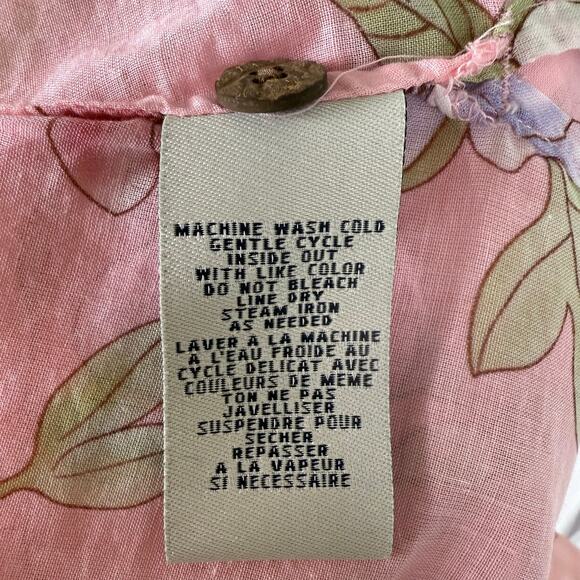 MACHINE WASH COLD
GENTLE CYCLE
INSIDE OUT
WITH LIKE COLOR
DO NOT BLEACH
LINE DRY
STEAM IRON
AS NEEDED
LAVER A LA MACHINE
A L'EAU FROIDE AU
CYCLE DELICAT AVEC
COULEURS DE MEME
TON NE PAS
JAVELLISER
SUSPENDRE POUR
SECHER
REPASSER
A LA VAPEUR
SI NECESSAIRE